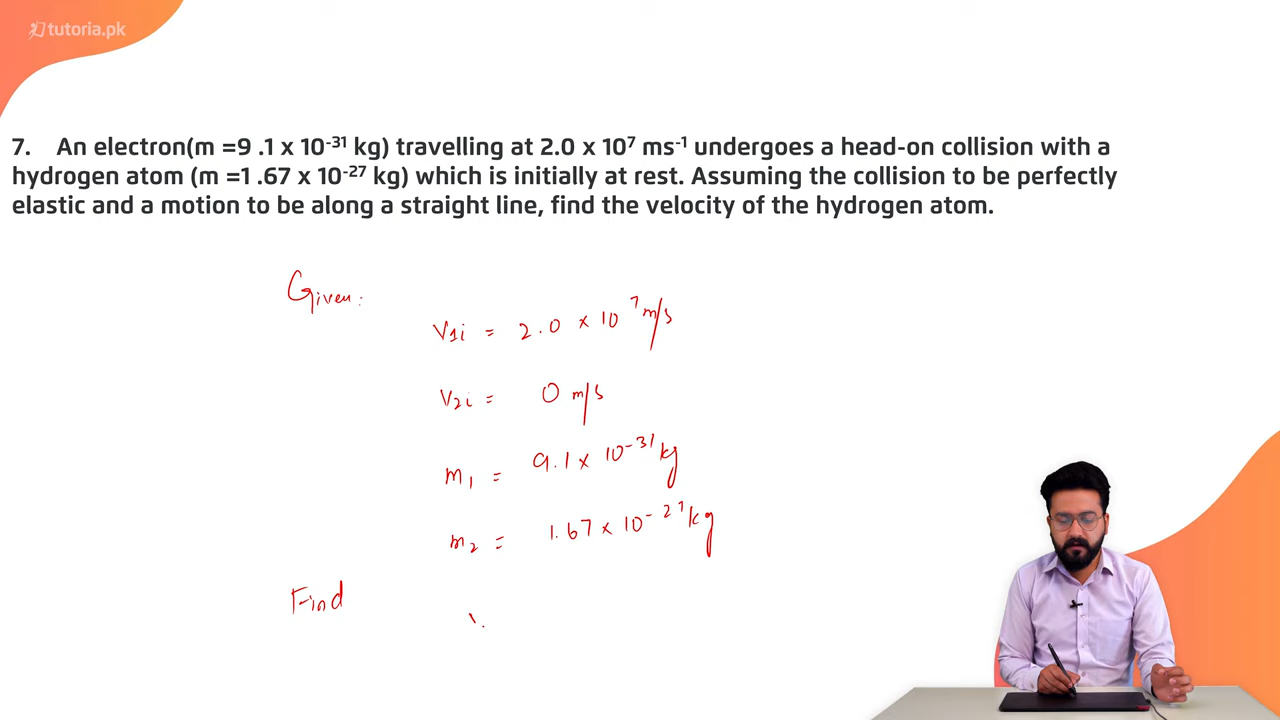 tutoria.pk
7. An electron(m =9 .1 x 10⁻³¹ kg) travelling at 2.0 x 10⁷ ms⁻¹ undergoes a head-on collision with a
hydrogen atom (m =1 .67 x 10⁻²⁷ kg) which is initially at rest. Assuming the collision to be perfectly
elastic and a motion to be along a straight line, find the velocity of the hydrogen atom.
Given:
V₁i = 2.0 × 10⁷ m/s
V₂i = 0 m/s
m₁ = 9.1 × 10⁻³¹ kg
m₂ = 1.67 × 10⁻²⁷ kg
Find